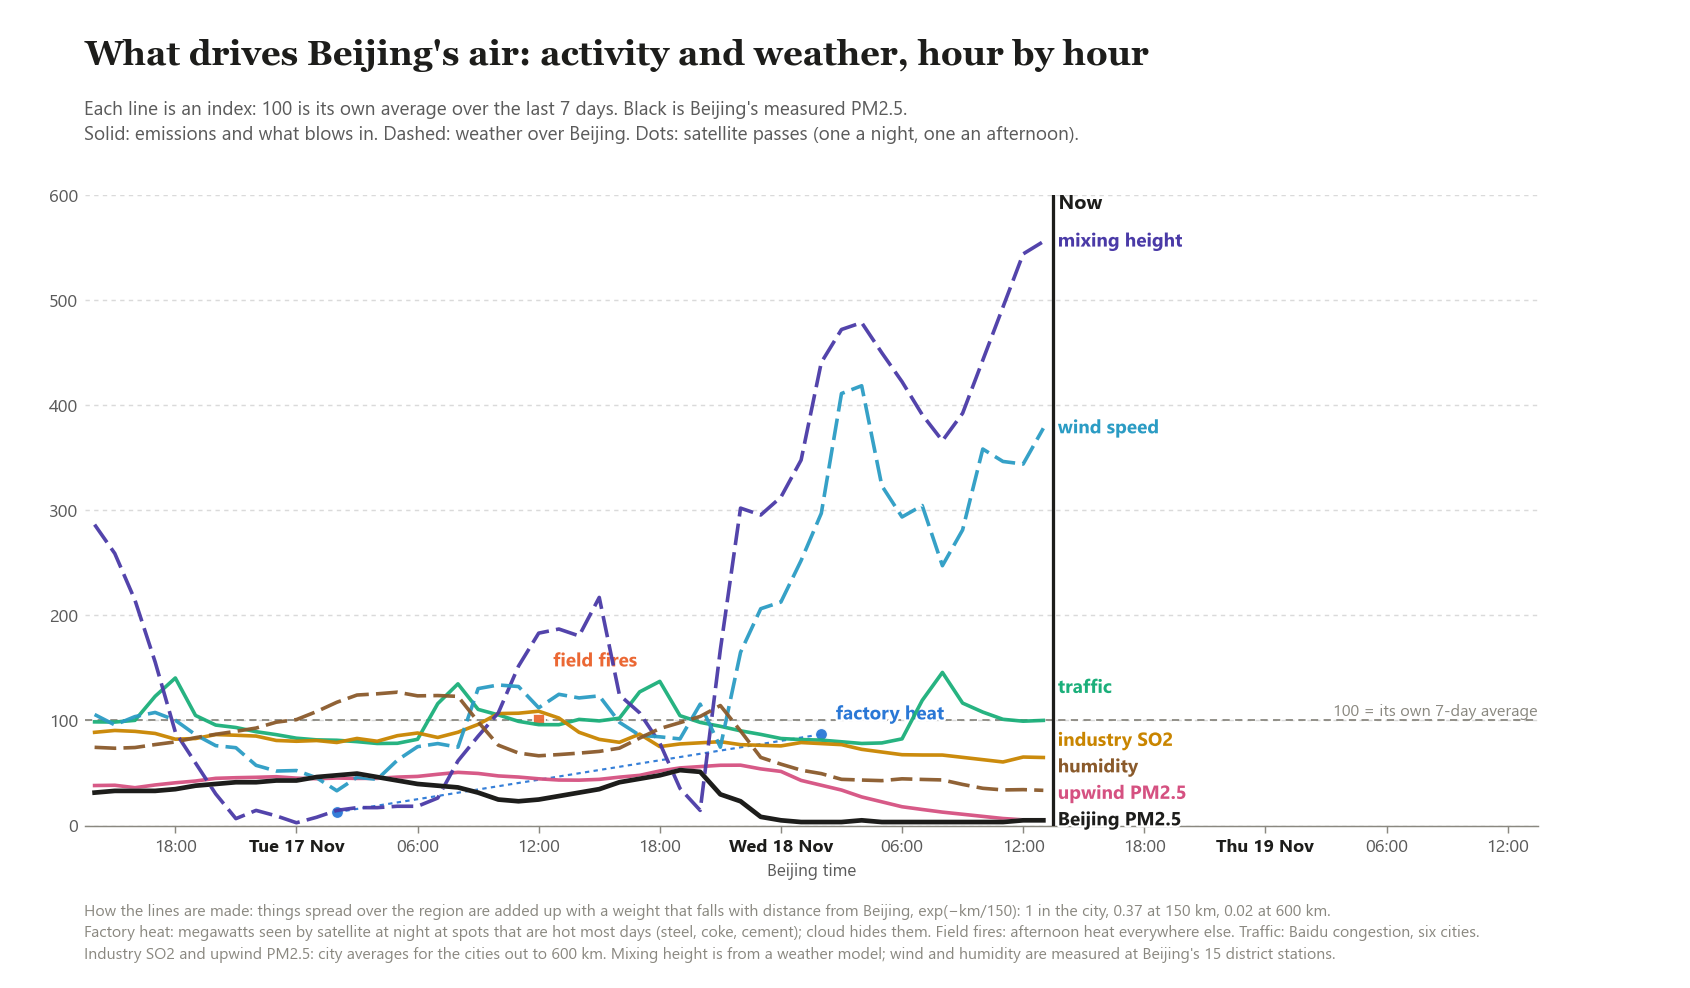 What drives Beijing's air: activity and weather, hour by hour
Each line is an index: 100 is its own average over the last 7 days. Black is Beijing's measured PM2.5.
Solid: emissions and what blows in. Dashed: weather over Beijing. Dots: satellite passes (one a night, one an afternoon).
600
Now
mixing height
500
400
wind speed
300
200
field fires
traffic
factory heat
100 = its own 7-day average
100
industry SO2
humidity
upwind PM2.5
Beijing PM2.5
0
18:00 Tue 17 Nov 06:00 12:00 18:00 Wed 18 Nov 06:00 12:00 18:00 Thu 19 Nov 06:00 12:00
Beijing time
How the lines are made: things spread over the region are added up with a weight that falls with distance from Beijing, exp(−km/150): 1 in the city, 0.37 at 150 km, 0.02 at 600 km.
Factory heat: megawatts seen by satellite at night at spots that are hot most days (steel, coke, cement); cloud hides them. Field fires: afternoon heat everywhere else. Traffic: Baidu congestion, six cities.
Industry SO2 and upwind PM2.5: city averages for the cities out to 600 km. Mixing height is from a weather model; wind and humidity are measured at Beijing's 15 district stations.